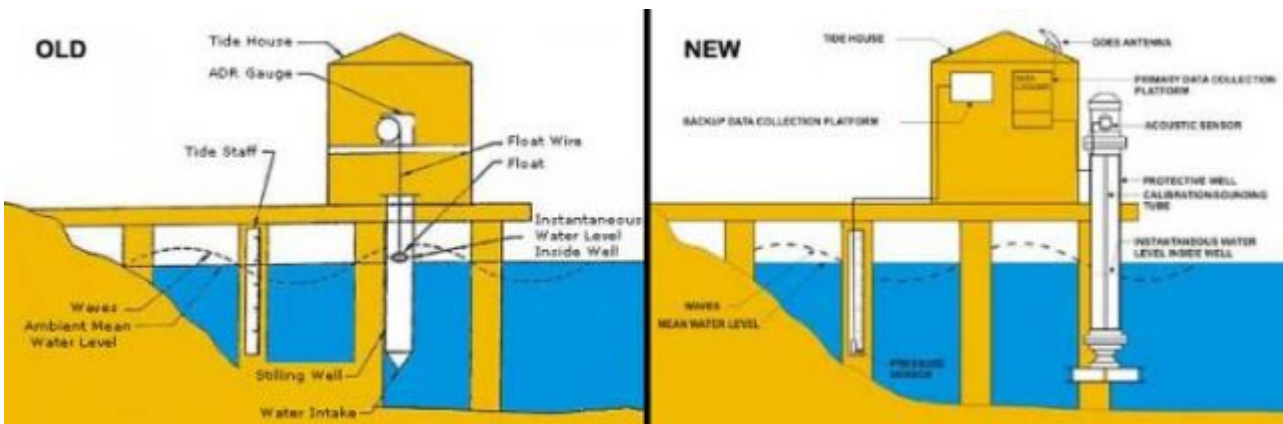 OLD
Tide House
ADR Gauge
Tide Staff
Float Wire
Float
Instantaneous
Water Level
Inside Well
Waves
Ambient Mean
Water Level
Stilling Well
Water Intake
NEW
TIDE HOUSE
GOES ANTENNA
PRIMARY DATA COLLECTION
PLATFORM
BACKUP DATA COLLECTION PLATFORM
ACOUSTIC SENSOR
PROTECTIVE WELL
CALIBRATION/SOUNDING
TUBE
INSTANTANEOUS WATER
LEVEL INSIDE WELL
WAVES
MEAN WATER LEVEL
PRESSURE
SENSOR